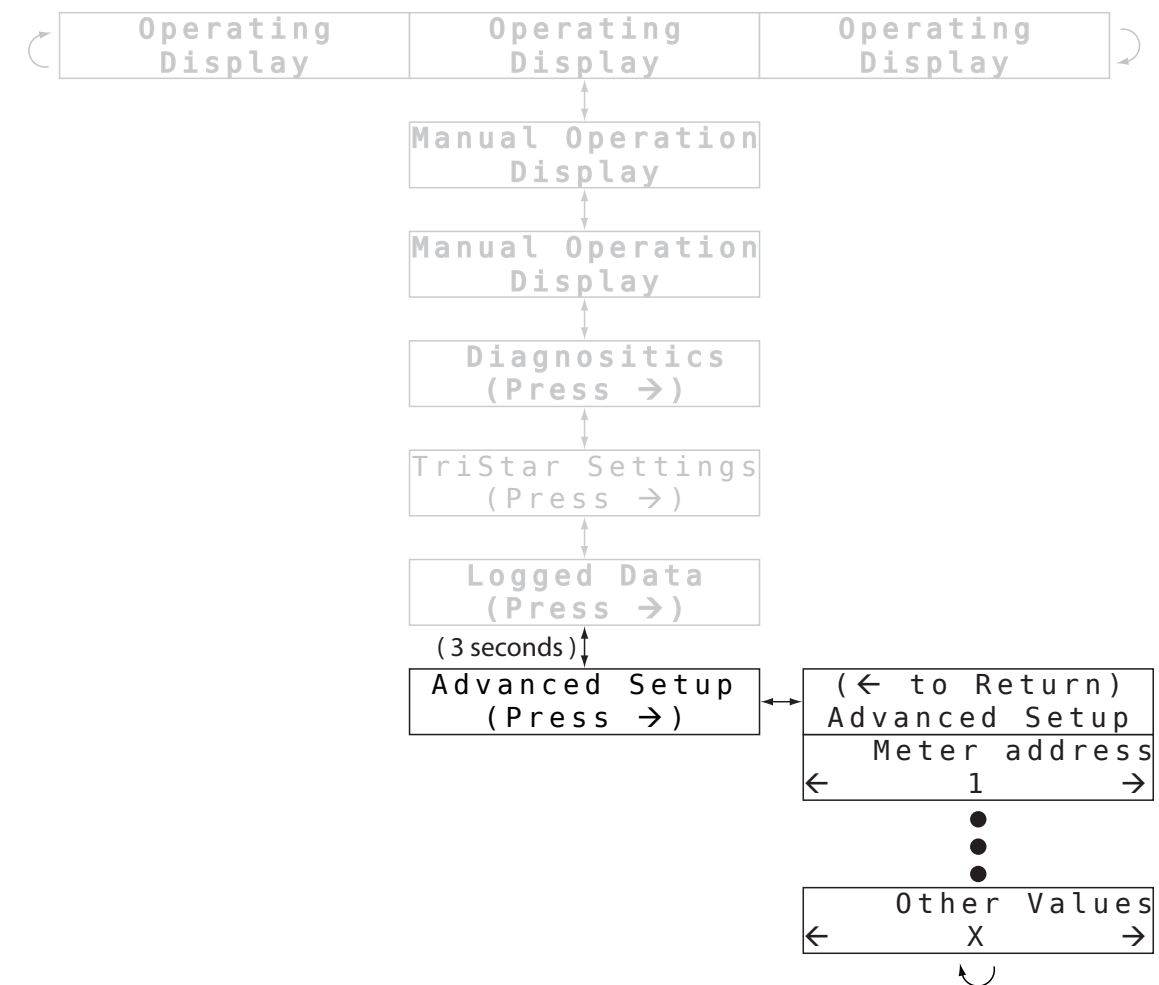 Operating Operating Operating
Display Display Display
Manual Operation
Display
Manual Operation
Display
Diagnositics
(Press →)
TriStar Settings
(Press →)
Logged Data
(Press →)
(3 seconds)
Advanced Setup
(Press →)
(← to Return)
Advanced Setup
Meter address
← 1 →
Other Values
← X →